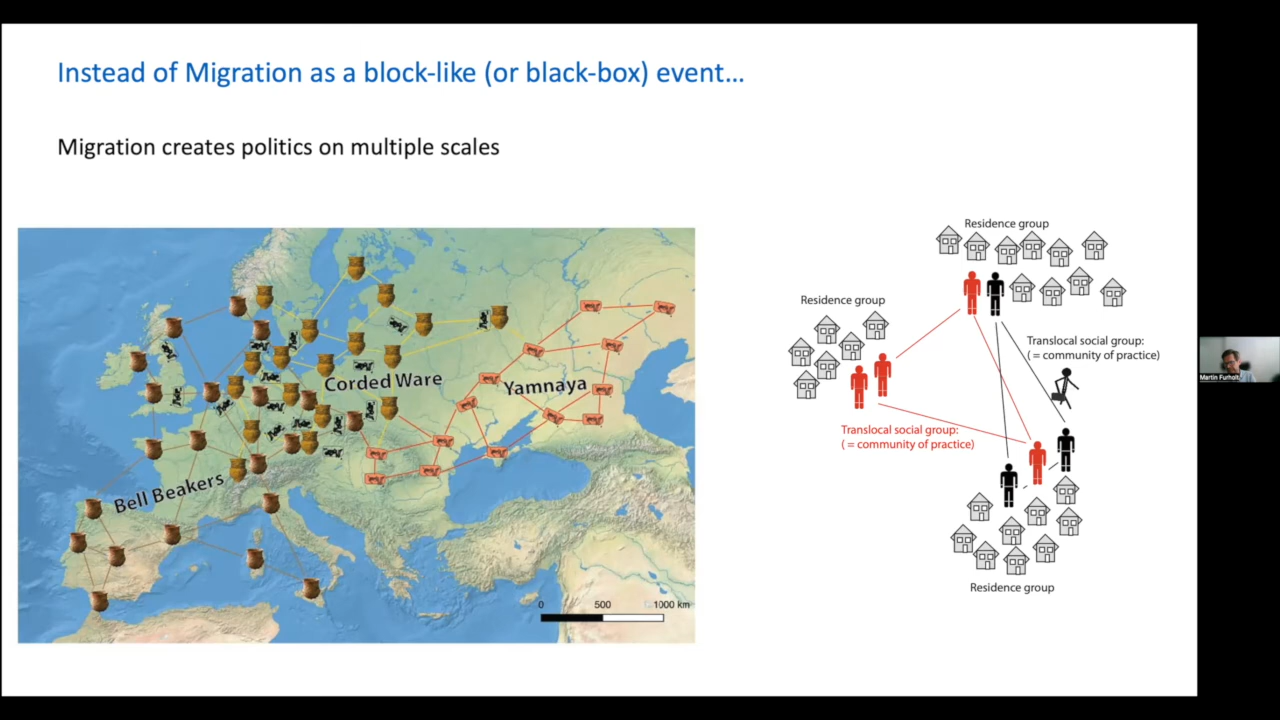 Instead of Migration as a block-like (or black-box) event…
Migration creates politics on multiple scales
Corded Ware
Yamnaya
Bell Beakers
0 500 1000 km
Residence group
Residence group
Translocal social group:
( = community of practice)
Translocal social group:
( = community of practice)
Residence group
Martin Furholt